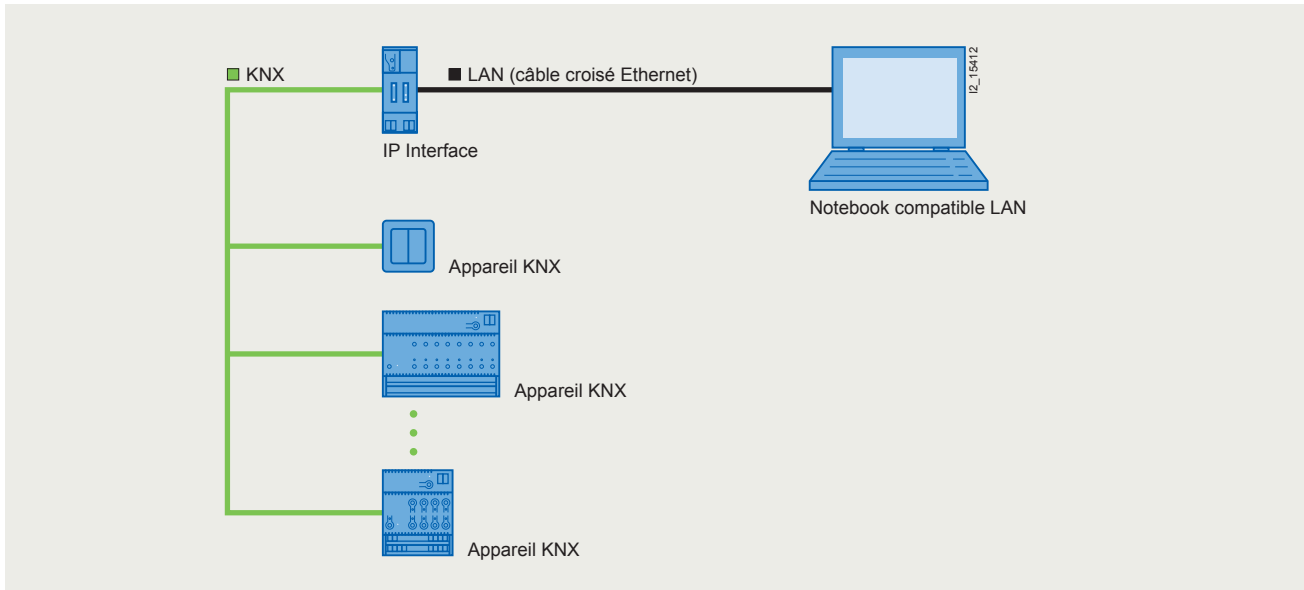 KNX
LAN (câble croisé Ethernet)
I2_15412
IP Interface
Notebook compatible LAN
Appareil KNX
Appareil KNX
Appareil KNX